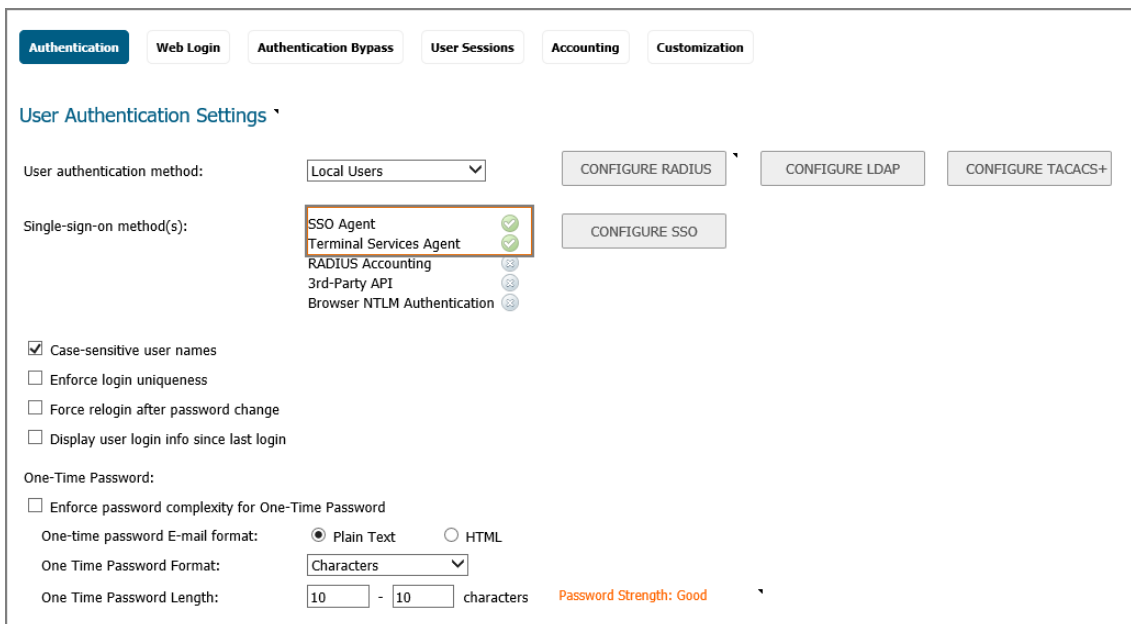 Authentication Web Login Authentication Bypass User Sessions Accounting Customization
User Authentication Settings
User authentication method: Local Users CONFIGURE RADIUS CONFIGURE LDAP CONFIGURE TACACS+
Single-sign-on method(s): SSO Agent CONFIGURE SSO
Terminal Services Agent
RADIUS Accounting
3rd-Party API
Browser NTLM Authentication
Case-sensitive user names
Enforce login uniqueness
Force relogin after password change
Display user login info since last login
One-Time Password:
Enforce password complexity for One-Time Password
One-time password E-mail format: Plain Text HTML
One Time Password Format: Characters
One Time Password Length: 10 - 10 characters Password Strength: Good